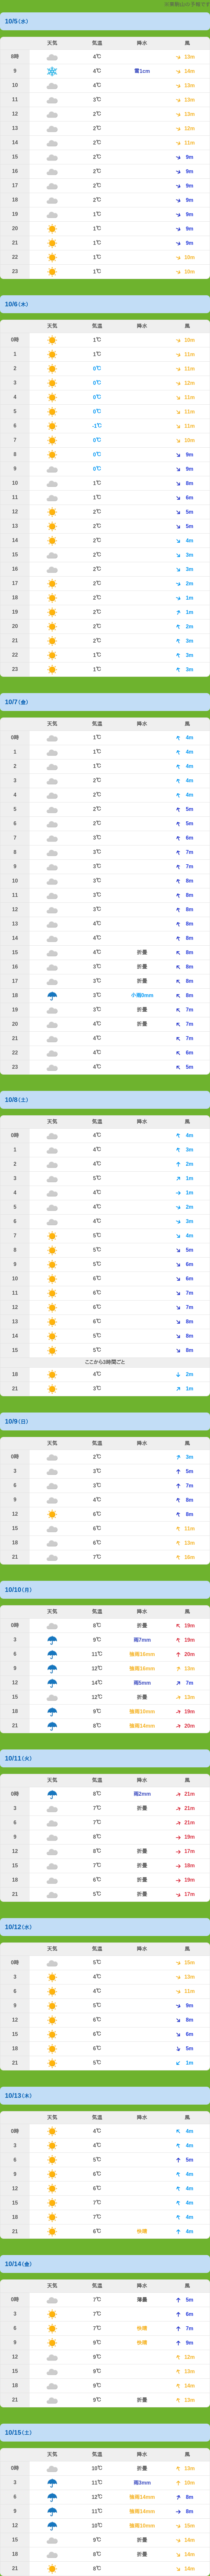 ※東館山の予報です
10/5(水)
天気 気温 降水 風
8時 4℃ 13m
9 4℃ 雪1cm 14m
10 4℃ 13m
11 3℃ 13m
12 2℃ 13m
13 2℃ 12m
14 2℃ 11m
15 2℃ 9m
16 2℃ 9m
17 2℃ 9m
18 2℃ 9m
19 1℃ 9m
20 1℃ 9m
21 1℃ 9m
22 1℃ 10m
23 1℃ 10m
10/6(木)
天気 気温 降水 風
0時 1℃ 10m
1 1℃ 11m
2 0℃ 11m
3 0℃ 12m
4 0℃ 11m
5 0℃ 11m
6 -1℃ 11m
7 0℃ 10m
8 0℃ 9m
9 0℃ 9m
10 1℃ 8m
11 1℃ 6m
12 2℃ 5m
13 2℃ 5m
14 2℃ 4m
15 2℃ 3m
16 2℃ 3m
17 2℃ 2m
18 2℃ 1m
19 2℃ 1m
20 2℃ 2m
21 2℃ 3m
22 1℃ 3m
23 1℃ 3m
10/7(金)
天気 気温 降水 風
0時 1℃ 4m
1 1℃ 4m
2 1℃ 4m
3 2℃ 4m
4 2℃ 4m
5 2℃ 5m
6 2℃ 5m
7 3℃ 6m
8 3℃ 7m
9 3℃ 7m
10 3℃ 8m
11 3℃ 8m
12 3℃ 8m
13 4℃ 8m
14 4℃ 8m
15 4℃ 折畳 8m
16 3℃ 折畳 8m
17 3℃ 折畳 8m
18 3℃ 小雨0mm 8m
19 3℃ 折畳 7m
20 4℃ 折畳 7m
21 4℃ 7m
22 4℃ 6m
23 4℃ 5m
10/8(土)
天気 気温 降水 風
0時 4℃ 4m
1 4℃ 3m
2 4℃ 2m
3 5℃ 1m
4 4℃ 1m
5 4℃ 2m
6 4℃ 3m
7 5℃ 4m
8 5℃ 5m
9 5℃ 6m
10 6℃ 6m
11 6℃ 7m
12 6℃ 7m
13 6℃ 8m
14 5℃ 8m
15 5℃ 8m
ここから3時間ごと
18 4℃ 2m
21 3℃ 1m
10/9(日)
天気 気温 降水 風
0時 2℃ 3m
3 3℃ 5m
6 3℃ 7m
9 4℃ 8m
12 6℃ 8m
15 6℃ 11m
18 6℃ 13m
21 7℃ 16m
10/10(月)
天気 気温 降水 風
0時 8℃ 折畳 19m
3 9℃ 雨7mm 19m
6 11℃ 強雨16mm 20m
9 12℃ 強雨16mm 13m
12 14℃ 雨5mm 7m
15 12℃ 折畳 13m
18 9℃ 強雨10mm 19m
21 8℃ 強雨14mm 20m
10/11(火)
天気 気温 降水 風
0時 8℃ 雨2mm 21m
3 7℃ 折畳 21m
6 7℃ 21m
9 8℃ 19m
12 8℃ 折畳 17m
15 7℃ 折畳 18m
18 6℃ 折畳 19m
21 5℃ 折畳 17m
10/12(水)
天気 気温 降水 風
0時 5℃ 15m
3 4℃ 13m
6 4℃ 11m
9 5℃ 9m
12 6℃ 8m
15 6℃ 6m
18 6℃ 5m
21 5℃ 1m
10/13(木)
天気 気温 降水 風
0時 4℃ 4m
3 4℃ 4m
6 5℃ 5m
9 6℃ 4m
12 6℃ 4m
15 7℃ 4m
18 7℃ 4m
21 6℃ 快晴 4m
10/14(金)
天気 気温 降水 風
0時 7℃ 薄曇 5m
3 7℃ 6m
6 7℃ 快晴 7m
9 9℃ 快晴 9m
12 9℃ 12m
15 9℃ 13m
18 9℃ 14m
21 9℃ 折畳 13m
10/15(土)
天気 気温 降水 風
0時 10℃ 折畳 13m
3 11℃ 雨3mm 10m
6 12℃ 強雨14mm 8m
9 11℃ 強雨14mm 8m
12 10℃ 強雨10mm 15m
15 9℃ 折畳 14m
18 8℃ 折畳 14m
21 8℃ 14m